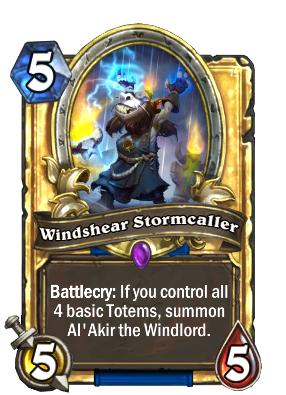 5
Windshear Stormcaller
Battlecry: If you control all
4 basic Totems, summon
Al'Akir the Windlord.
5 5